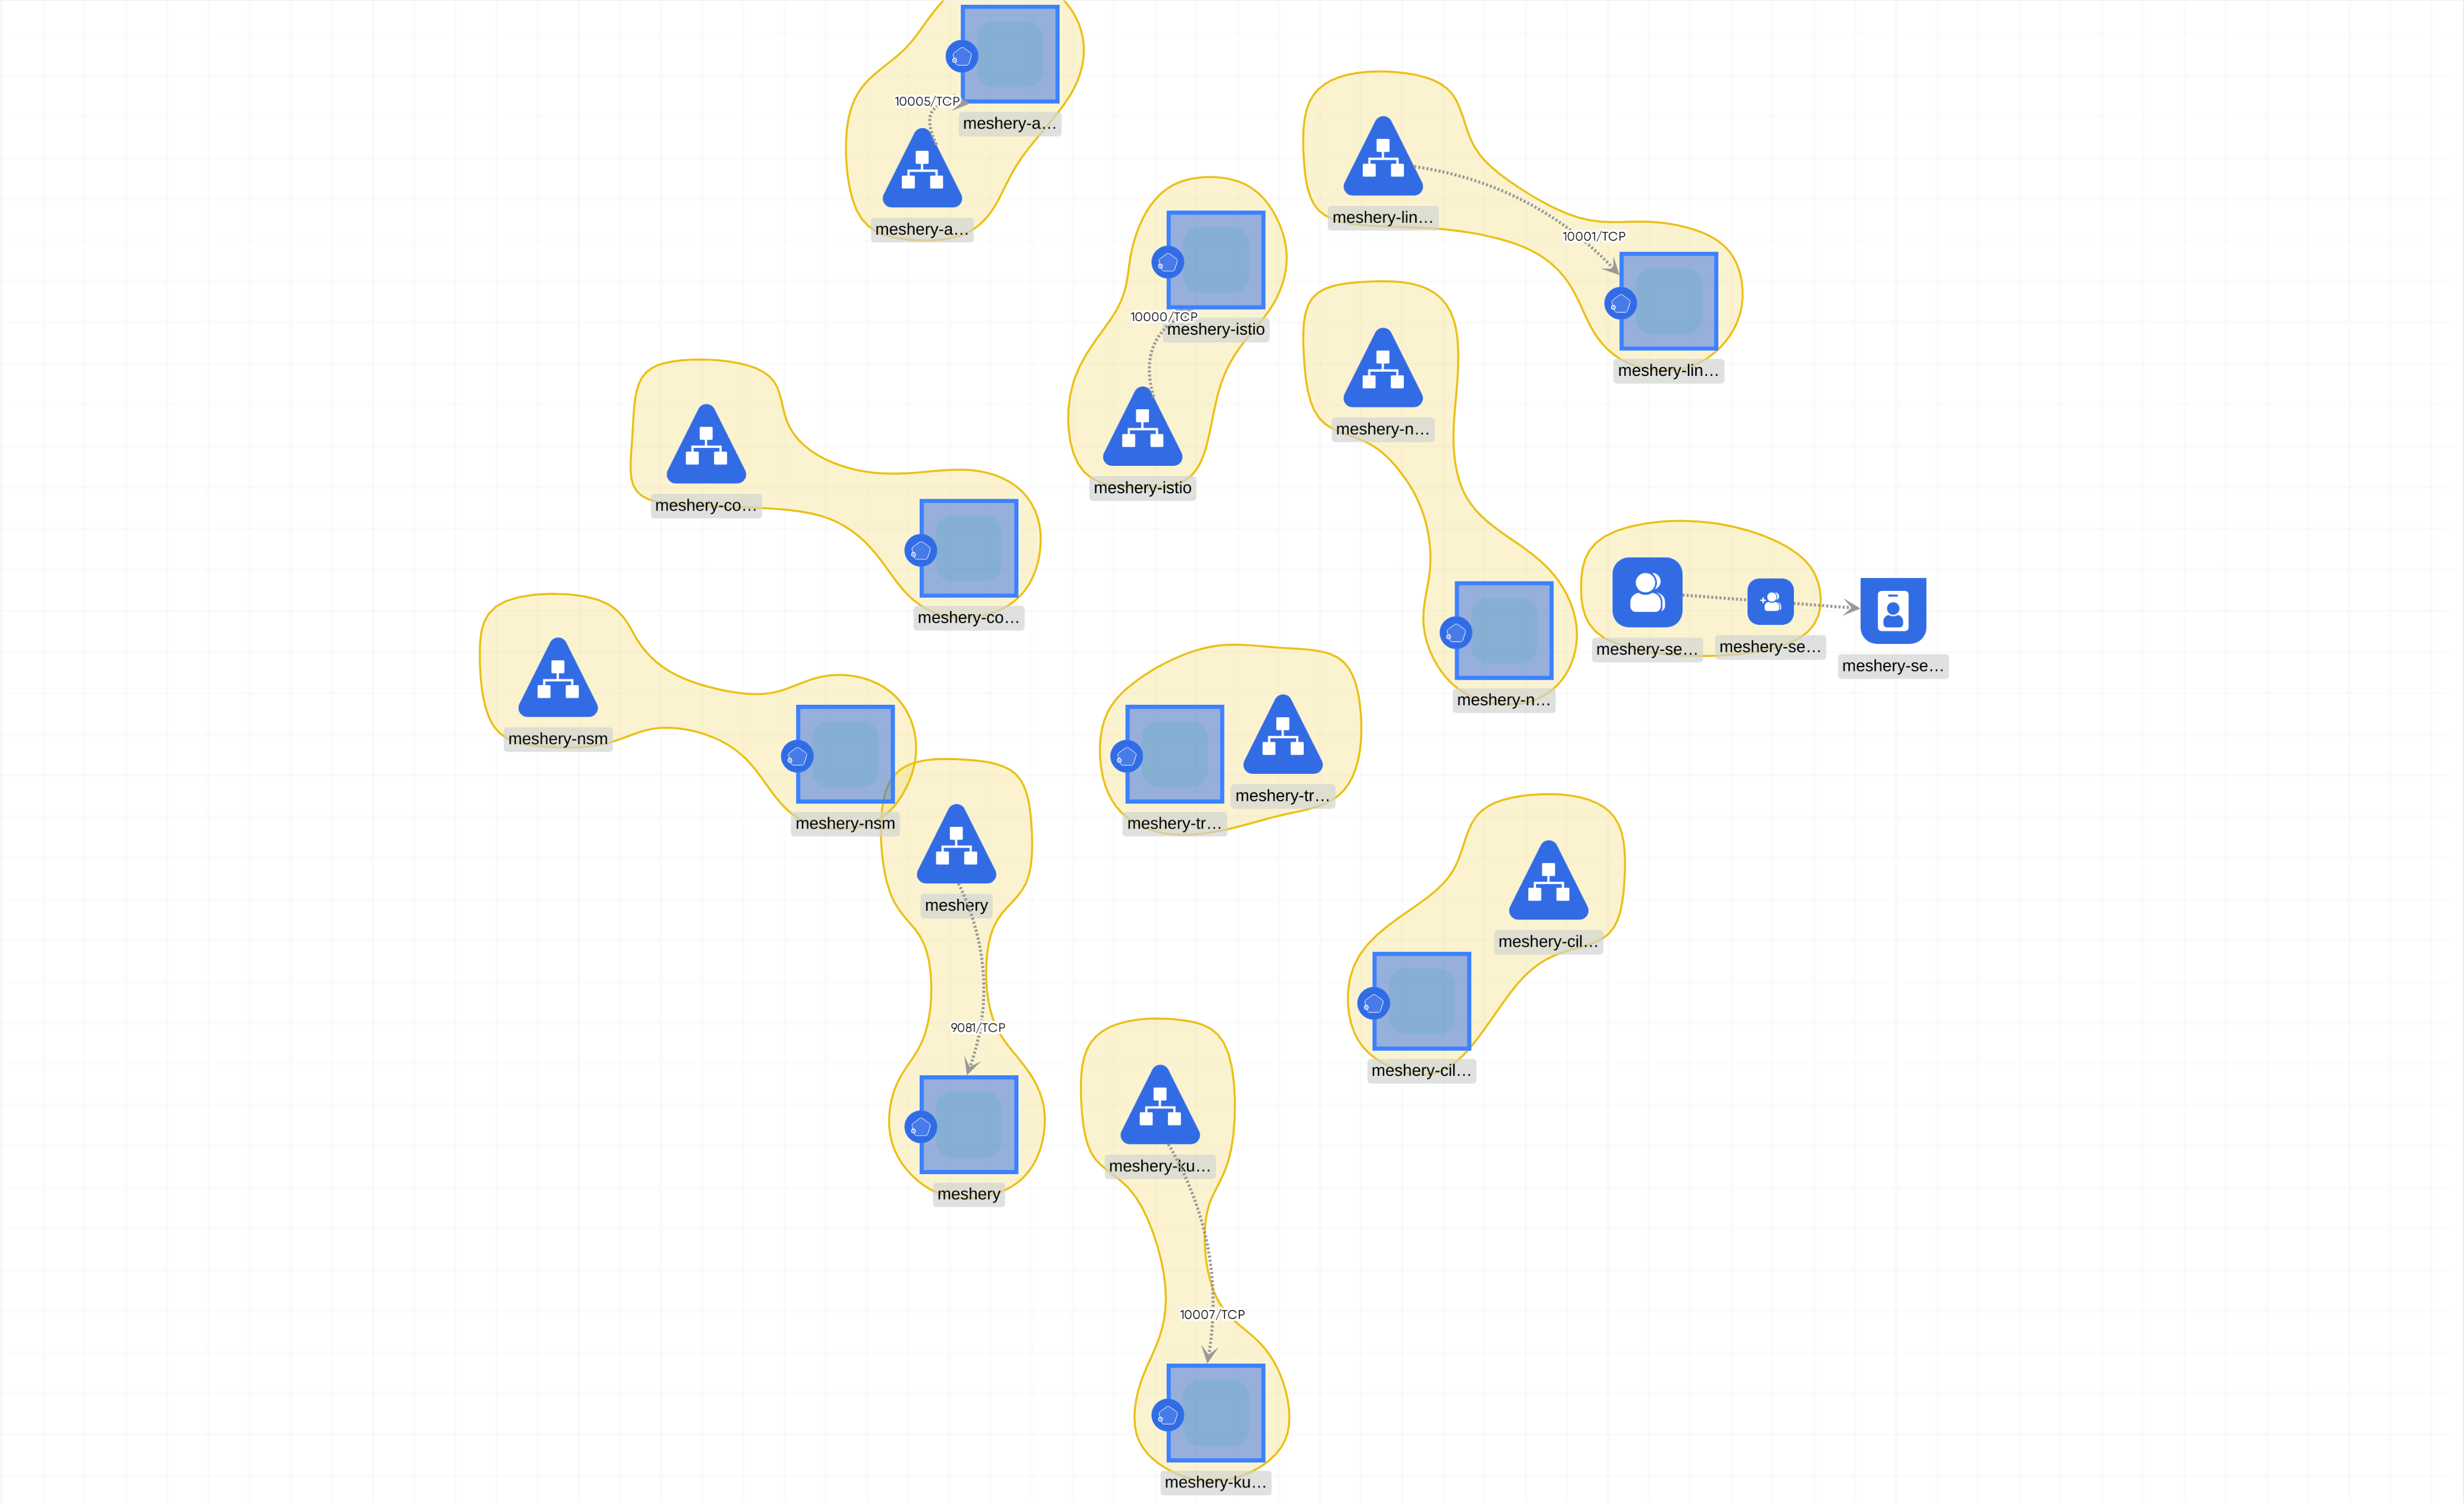 10005/TCP
meshery-a…
meshery-a…
meshery-lin…
10001/TCP
meshery-lin…
10000/TCP
meshery-istio
meshery-istio
meshery-n…
meshery-n…
meshery-co…
meshery-co…
meshery-se…
meshery-se…
meshery-se…
meshery-nsm
meshery-nsm
meshery-tr…
meshery-tr…
meshery
9081/TCP
meshery
meshery-cil…
meshery-cil…
meshery-ku…
10007/TCP
meshery-ku…